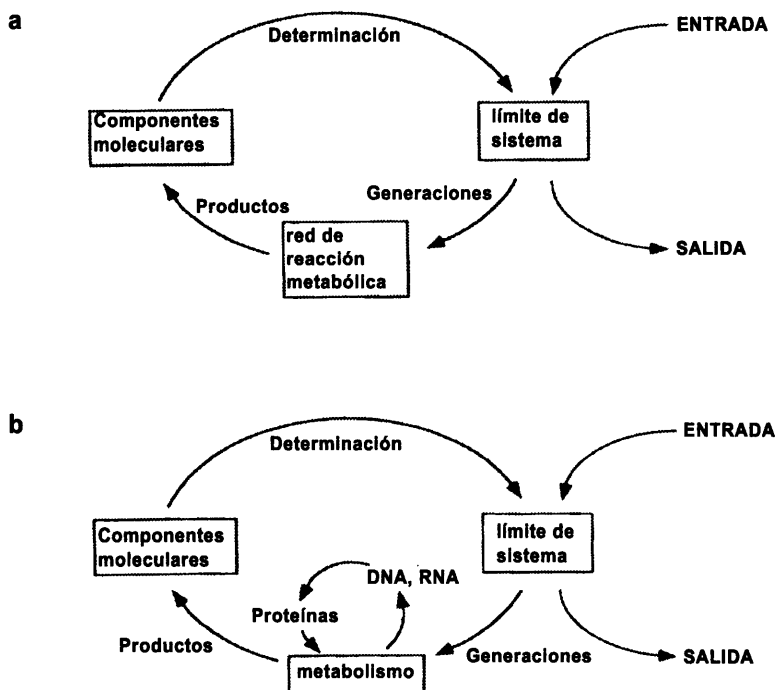 a
Determinación
ENTRADA
Componentes
moleculares
límite de
sistema
Productos
Generaciones
red de
reacción
metabólica
SALIDA
b
Determinación
ENTRADA
Componentes
moleculares
límite de
sistema
DNA, RNA
Proteínas
Productos
metabolismo
Generaciones
SALIDA